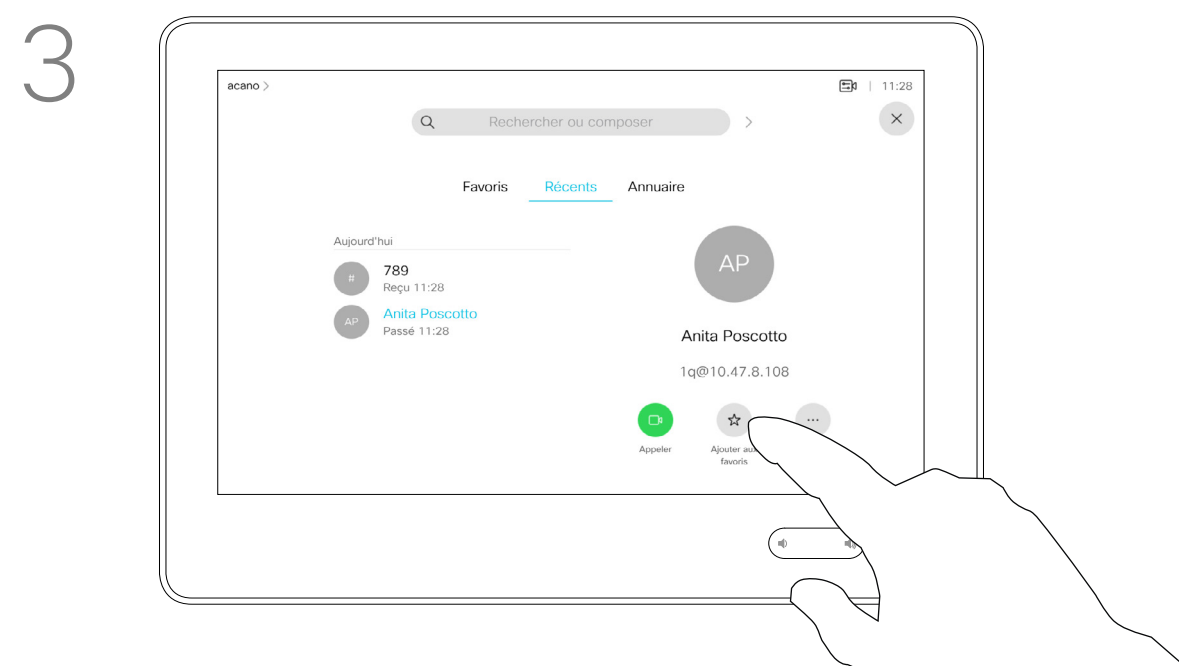 3
acano >
11:28
Rechercher ou composer
Favoris Récents Annuaire
Aujourd'hui
#
789
Reçu 11:28
AP
Anita Poscotto
Passé 11:28
AP
Anita Poscotto
1q@10.47.8.108
Appeler
Ajouter aux
favoris